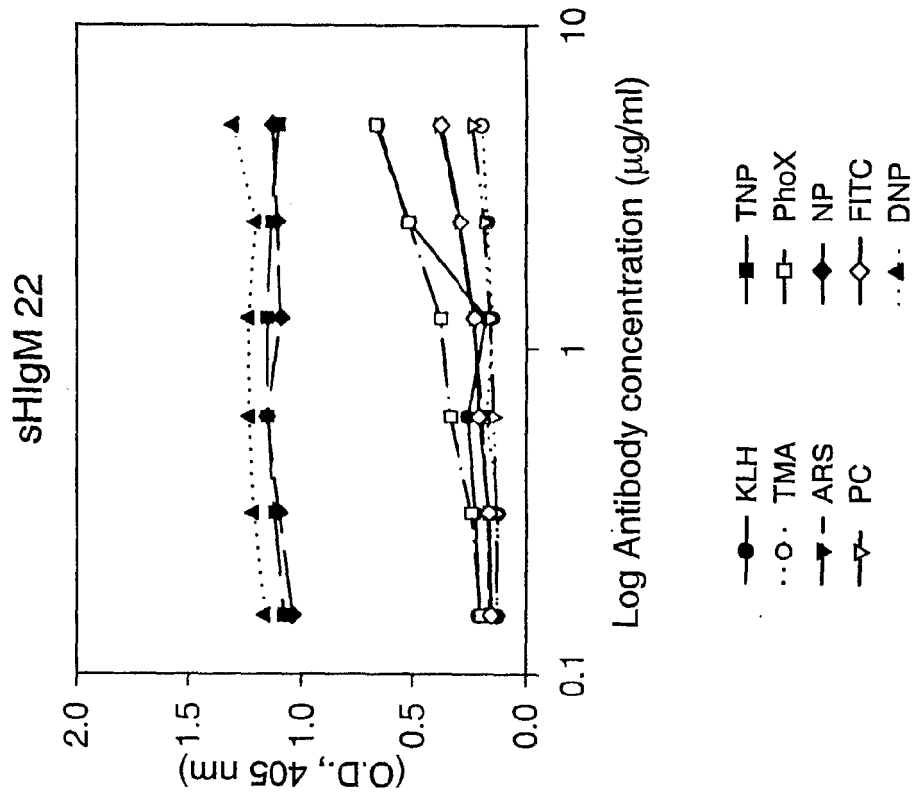 sHIgM 22
2.0
1.5
1.0
0.5
0.0
(O.D., 405 nm)
0.1
1
10
Log Antibody concentration (μg/ml)
KLH
TMA
ARS
PC
TNP
PhoX
NP
FITC
DNP